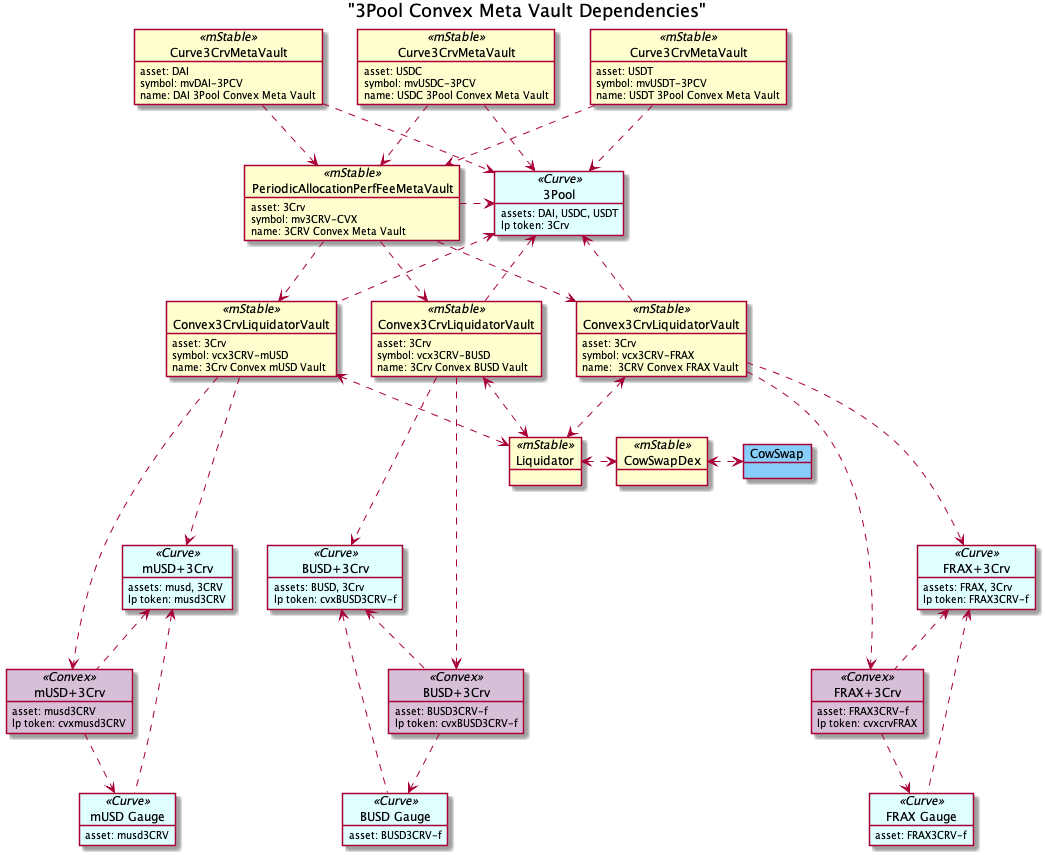 "3Pool Convex Meta Vault Dependencies"
«mStable»
Curve3CrvMetaVault
asset: DAI
symbol: mvDAI-3PCV
name: DAI 3Pool Convex Meta Vault
«mStable»
Curve3CrvMetaVault
asset: USDC
symbol: mvUSDC-3PCV
name: USDC 3Pool Convex Meta Vault
«mStable»
Curve3CrvMetaVault
asset: USDT
symbol: mvUSDT-3PCV
name: USDT 3Pool Convex Meta Vault
«mStable»
PeriodicAllocationPerfFeeMetaVault
asset: 3Crv
symbol: mv3CRV-CVX
name: 3CRV Convex Meta Vault
«Curve»
3Pool
assets: DAI, USDC, USDT
lp token: 3Crv
«mStable»
Convex3CrvLiquidatorVault
asset: 3Crv
symbol: vcx3CRV-mUSD
name: 3Crv Convex mUSD Vault
«mStable»
Convex3CrvLiquidatorVault
asset: 3Crv
symbol: vcx3CRV-BUSD
name: 3Crv Convex BUSD Vault
«mStable»
Convex3CrvLiquidatorVault
asset: 3Crv
symbol: vcx3CRV-FRAX
name:  3CRV Convex FRAX Vault
«mStable»
Liquidator
«mStable»
CowSwapDex
CowSwap
«Curve»
mUSD+3Crv
assets: musd, 3CRV
lp token: musd3CRV
«Curve»
BUSD+3Crv
assets: BUSD, 3Crv
lp token: cvxBUSD3CRV-f
«Curve»
FRAX+3Crv
assets: FRAX, 3Crv
lp token: FRAX3CRV-f
«Convex»
mUSD+3Crv
asset: musd3CRV
lp token: cvxmusd3CRV
«Convex»
BUSD+3Crv
asset: BUSD3CRV-f
lp token: cvxBUSD3CRV-f
«Convex»
FRAX+3Crv
asset: FRAX3CRV-f
lp token: cvxcrvFRAX
«Curve»
mUSD Gauge
asset: musd3CRV
«Curve»
BUSD Gauge
asset: BUSD3CRV-f
«Curve»
FRAX Gauge
asset: FRAX3CRV-f